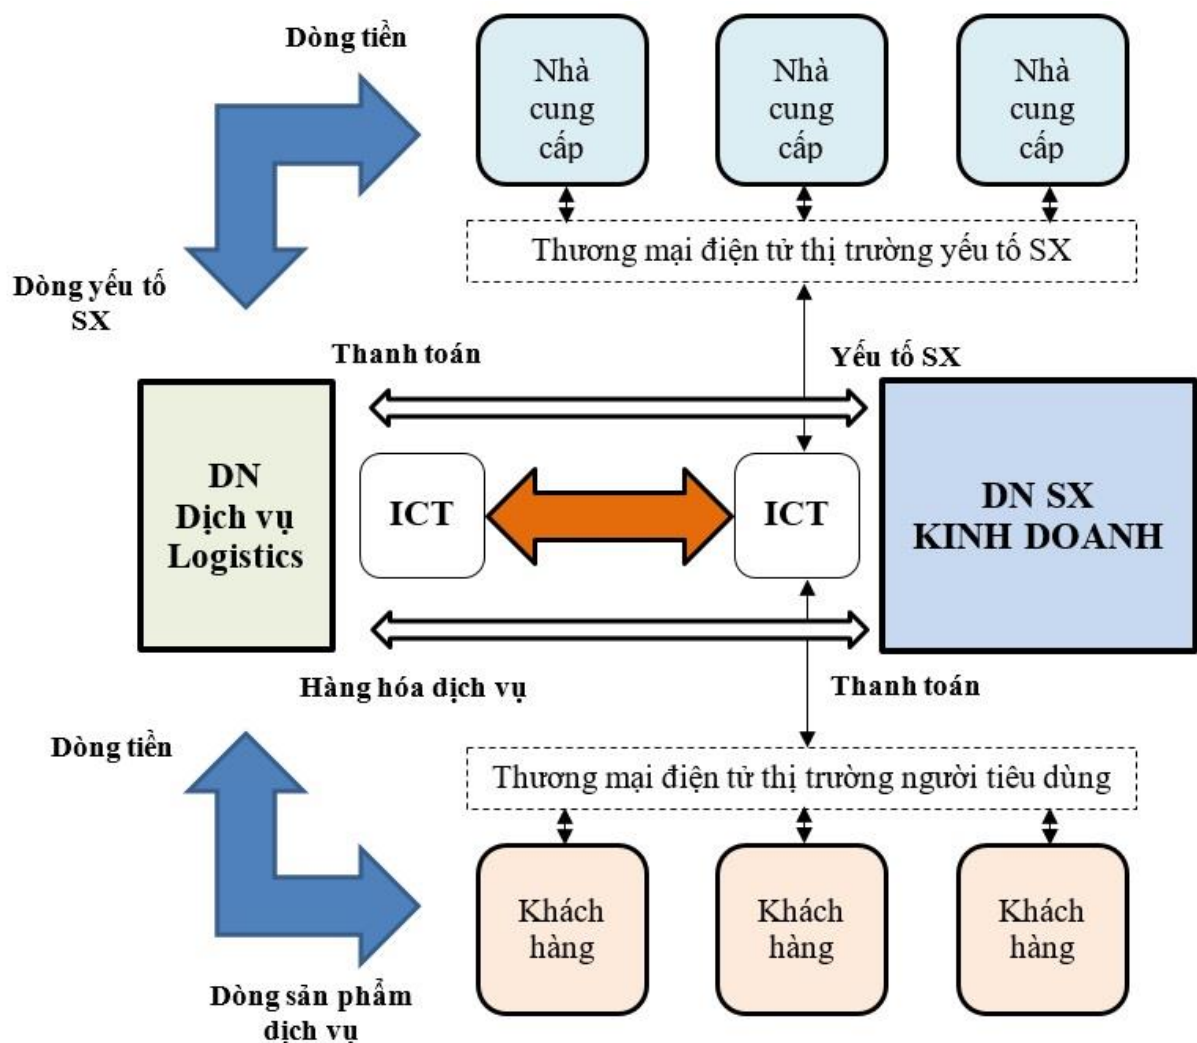 Dòng tiền
Nhà
cung
cấp
Nhà
cung
cấp
Nhà
cung
cấp
Thương mại điện tử thị trường yếu tố SX
Dòng yếu tố
SX
Thanh toán
Yếu tố SX
DN
Dịch vụ
Logistics
ICT
ICT
DN SX
KINH DOANH
Hàng hóa dịch vụ
Thanh toán
Dòng tiền
Thương mại điện tử thị trường người tiêu dùng
Khách
hàng
Khách
hàng
Khách
hàng
Dòng sản phẩm
dịch vụ